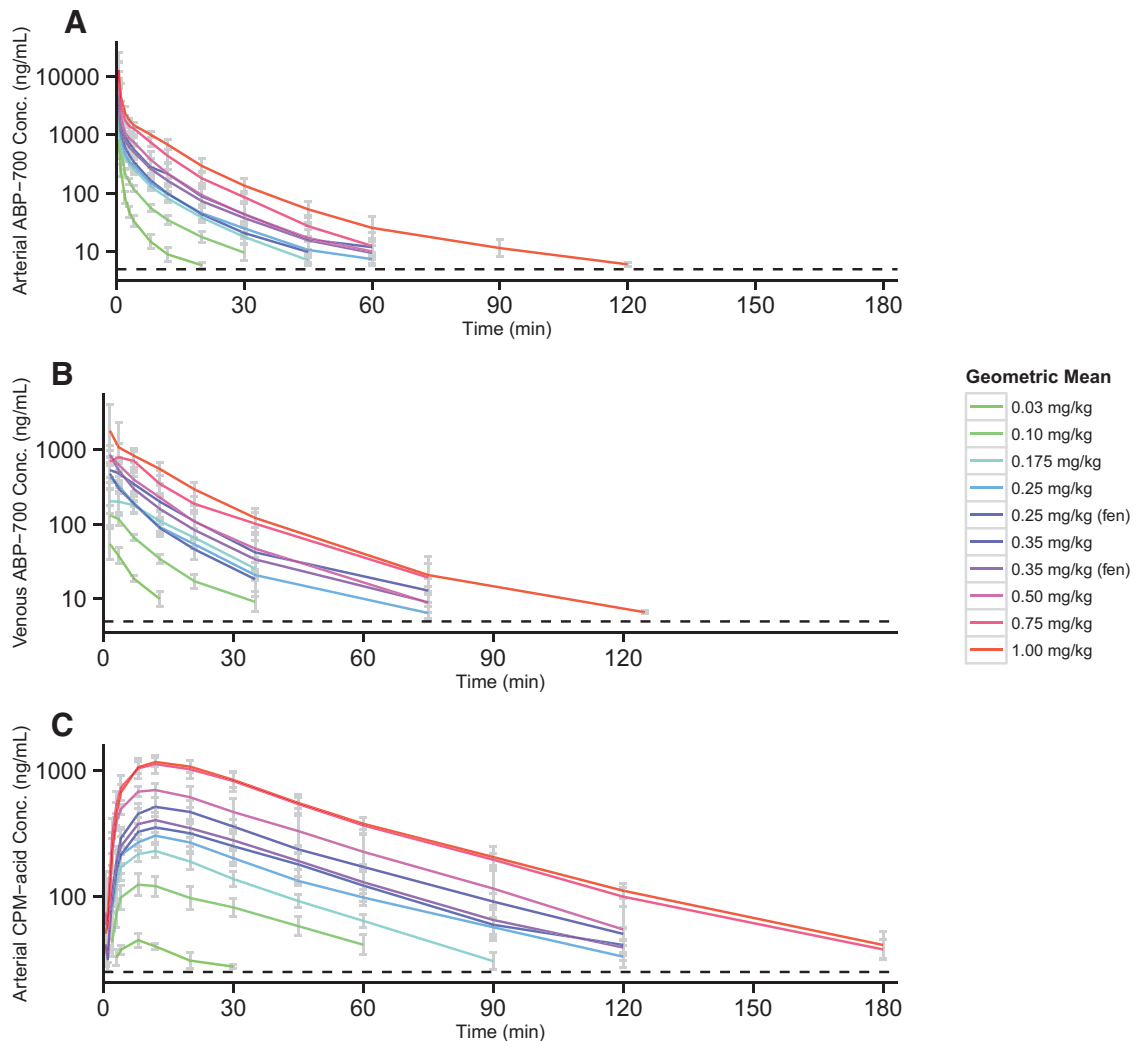 A
Arterial ABP−700 Conc. (ng/mL)
10000
1000
100
10
0 30 60 90 120 150 180
Time (min)
B
Venous ABP−700 Conc. (ng/mL)
1000
100
10
0 30 60 90 120
Time (min)
Geometric Mean
0.03 mg/kg
0.10 mg/kg
0.175 mg/kg
0.25 mg/kg
0.25 mg/kg (fen)
0.35 mg/kg
0.35 mg/kg (fen)
0.50 mg/kg
0.75 mg/kg
1.00 mg/kg
C
Arterial CPM−acid Conc. (ng/mL)
1000
100
0 30 60 90 120 150 180
Time (min)